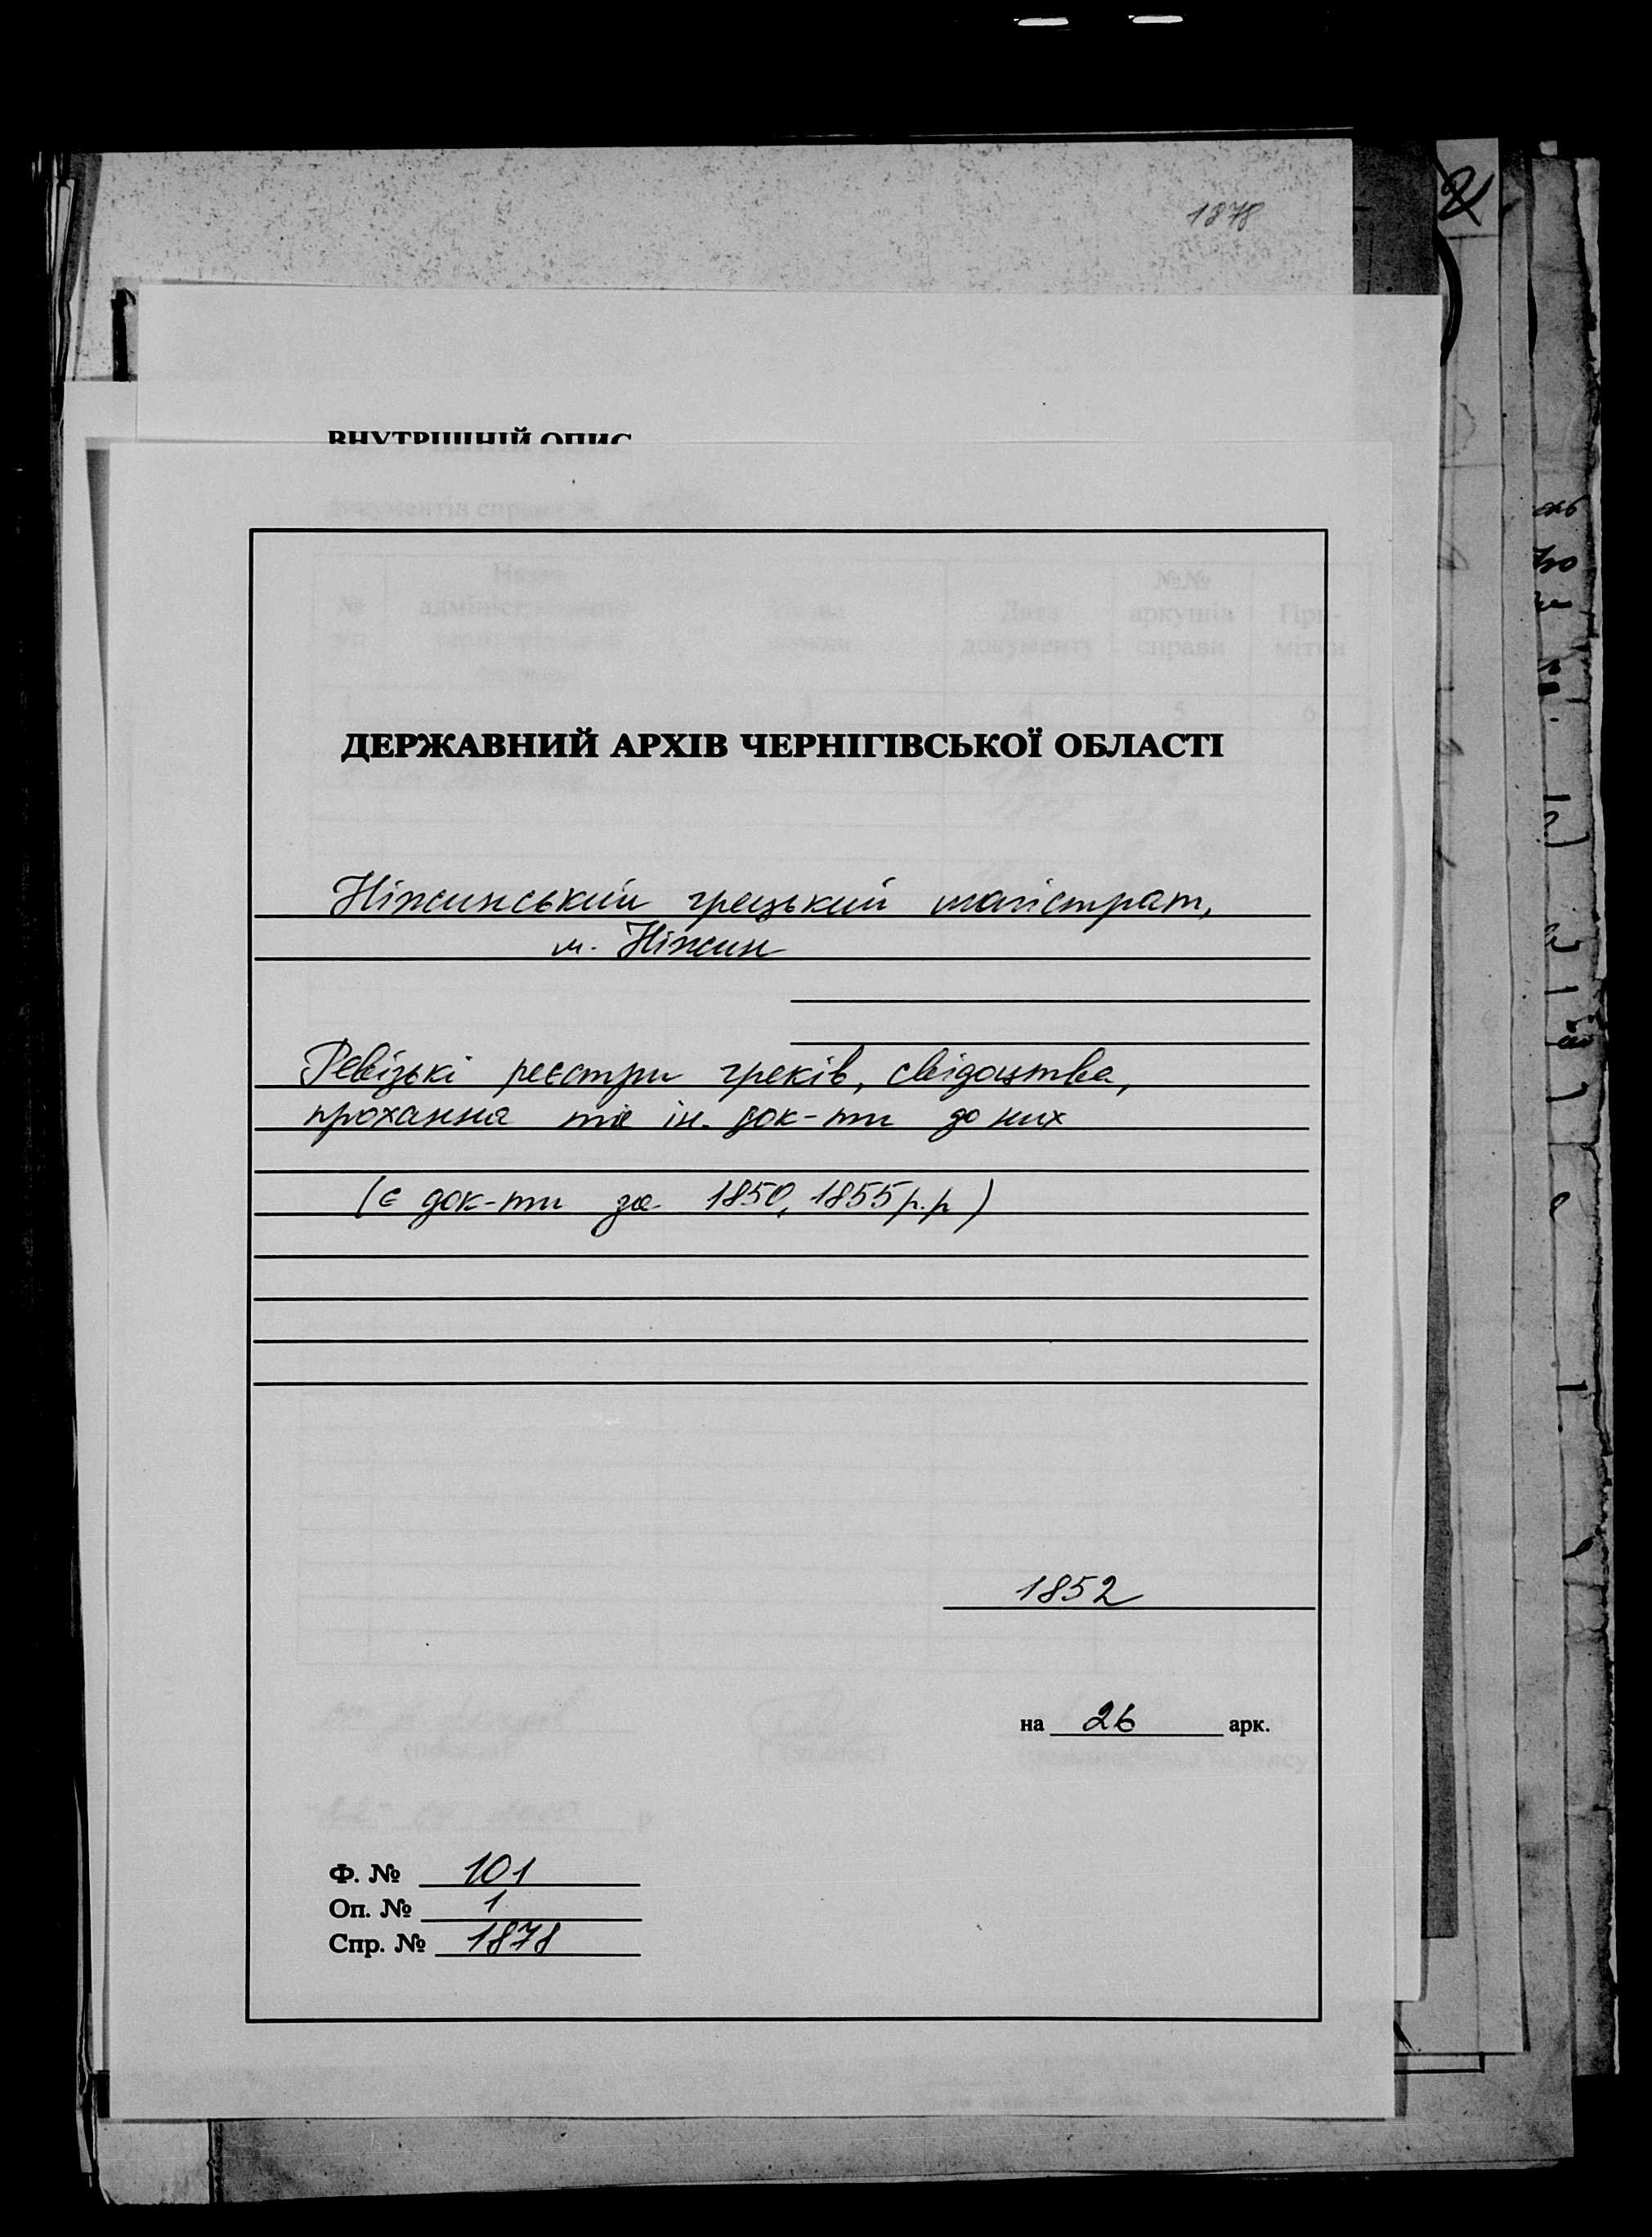 1878
ВНУТРІШНІЙ ОПИС
ДЕРЖАВНИЙ АРХІВ ЧЕРНІГІВСЬКОЇ ОБЛАСТІ
Ніжинський грецький магістрат,
м. Ніжин
Ревізькі реєстри греків, свідоцтва,
прохання та ін. док-ти до них
(є док-ти за 1850, 1855 р.р)
1852
на 26 арк.
Ф. № 101
Оп. № 1
Спр. № 1878